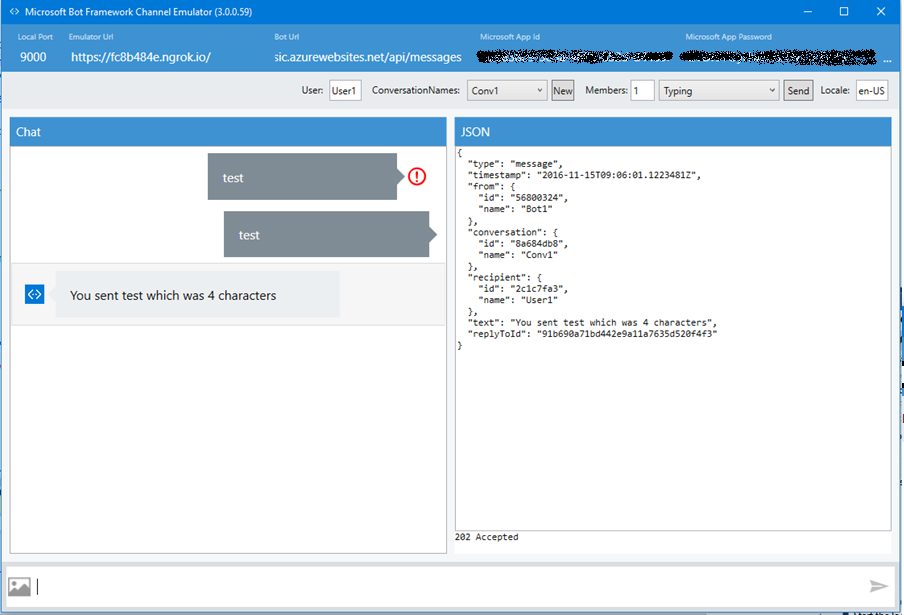 Microsoft Bot Framework Channel Emulator (3.0.0.59)
Local Port Emulator Url Bot Url Microsoft App Id Microsoft App Password
9000 https://fc8b484e.ngrok.io/ sic.azurewebsites.net/api/messages ...
User: User1 ConversationNames: Conv1 New Members: 1 Typing Send Locale: en-US
Chat
test
test
You sent test which was 4 characters
JSON
{
"type": "message",
"timestamp": "2016-11-15T09:06:01.1223481Z",
"from": {
"id": "56800324",
"name": "Bot1"
},
"conversation": {
"id": "8a684db8",
"name": "Conv1"
},
"recipient": {
"id": "2c1c7fa3",
"name": "User1"
},
"text": "You sent test which was 4 characters",
"replyToId": "91b690a71bd442e9a11a7635d520f4f3"
}
202 Accepted